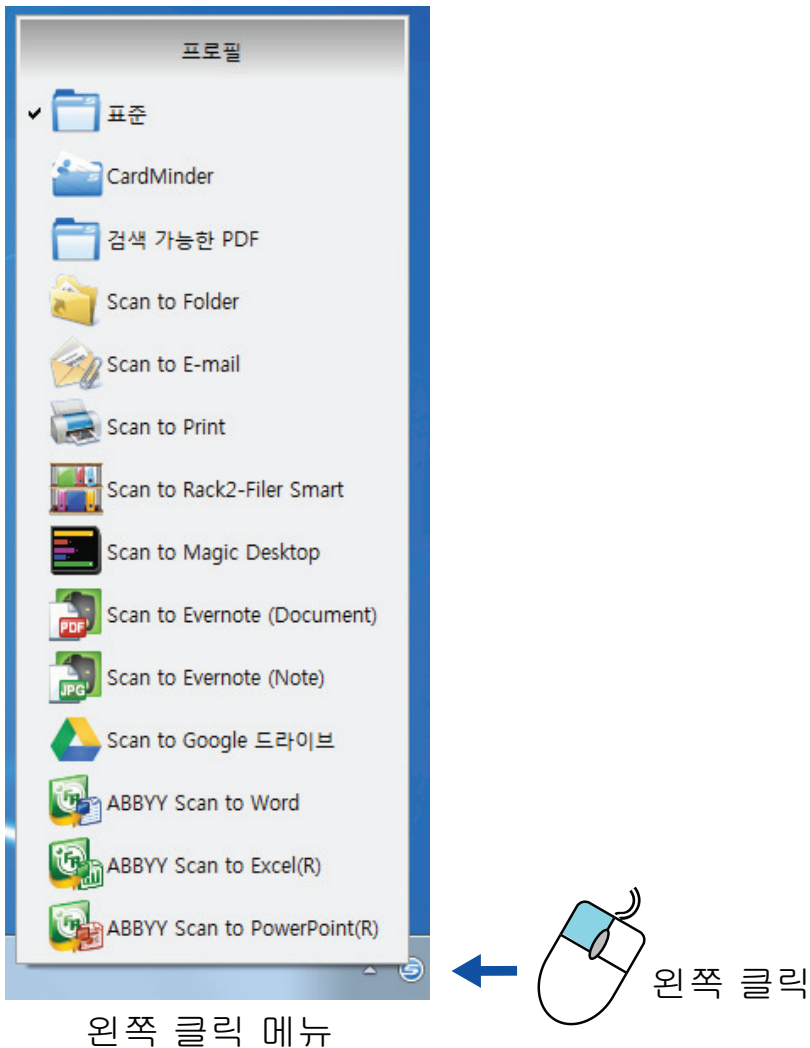 프로필
표준
CardMinder
검색 가능한 PDF
Scan to Folder
Scan to E-mail
Scan to Print
Scan to Rack2-Filer Smart
Scan to Magic Desktop
PDF
Scan to Evernote (Document)
JPG
Scan to Evernote (Note)
Scan to Google 드라이브
ABBYY Scan to Word
ABBYY Scan to Excel(R)
ABBYY Scan to PowerPoint(R)
왼쪽 클릭
왼쪽 클릭 메뉴